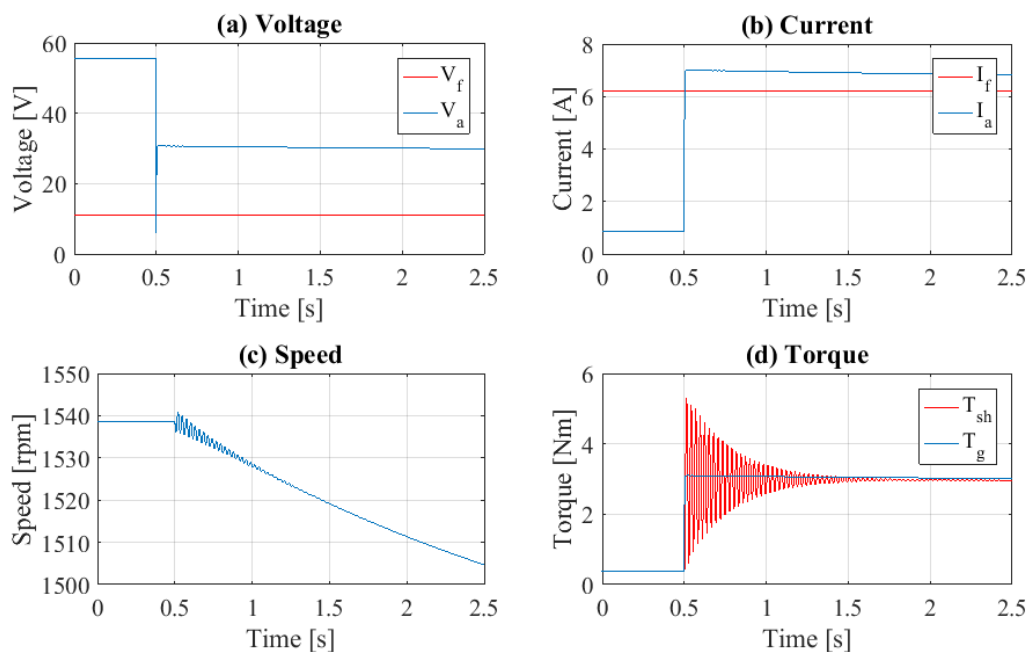 (a) Voltage
60
40
20
0
0 0.5 1 1.5 2 2.5
Voltage [V]
Time [s]
V_f
V_a
(b) Current
8
6
4
2
0
0 0.5 1 1.5 2 2.5
Current [A]
Time [s]
I_f
I_a
(c) Speed
1550
1540
1530
1520
1510
1500
0 0.5 1 1.5 2 2.5
Speed [rpm]
Time [s]
(d) Torque
6
4
2
0
0 0.5 1 1.5 2 2.5
Torque [Nm]
Time [s]
T_sh
T_g